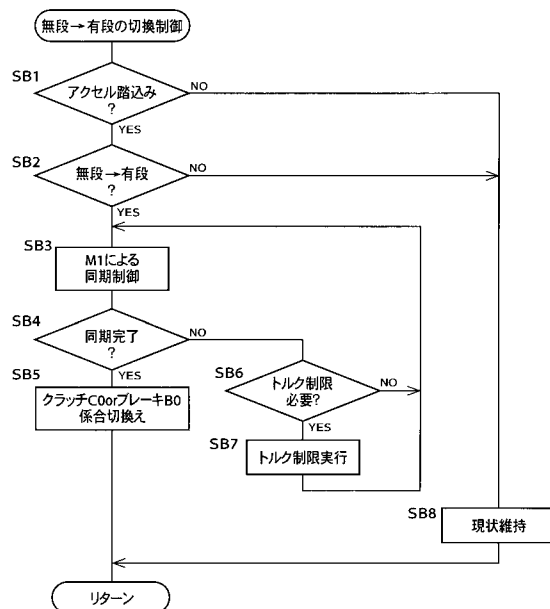 無段→有段の切換制御
SB1
アクセル踏込み
?
NO
YES
SB2
無段→有段
?
NO
YES
SB3
M1による
同期制御
SB4
同期完了
?
NO
YES
SB5
クラッチC0orブレーキB0
係合切換え
SB6
トルク制限
必要?
NO
YES
SB7
トルク制限実行
SB8
現状維持
リターン